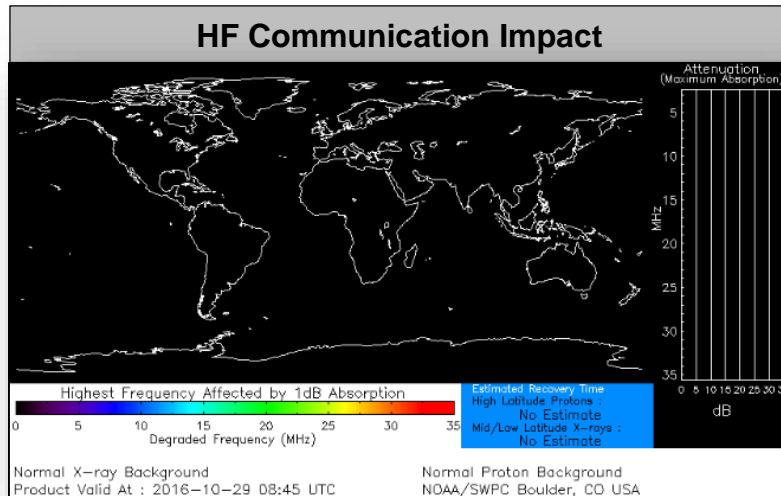 HF Communication Impact
Attenuation
(Maximum Absorption)
5
10
15
20
25
30
35
MHz
0 5 10 15 20 25 30 35
dB
Highest Frequency Affected by 1dB Absorption
0 5 10 15 20 25 30 35
Degraded Frequency (MHz)
Estimated Recovery Time
High Latitude Protons :
No Estimate
Mid/Low Latitude X-rays :
No Estimate
Normal X-ray Background
Normal Proton Background
Product Valid At : 2016-10-29 08:45 UTC
NOAA/SWPC Boulder, CO USA